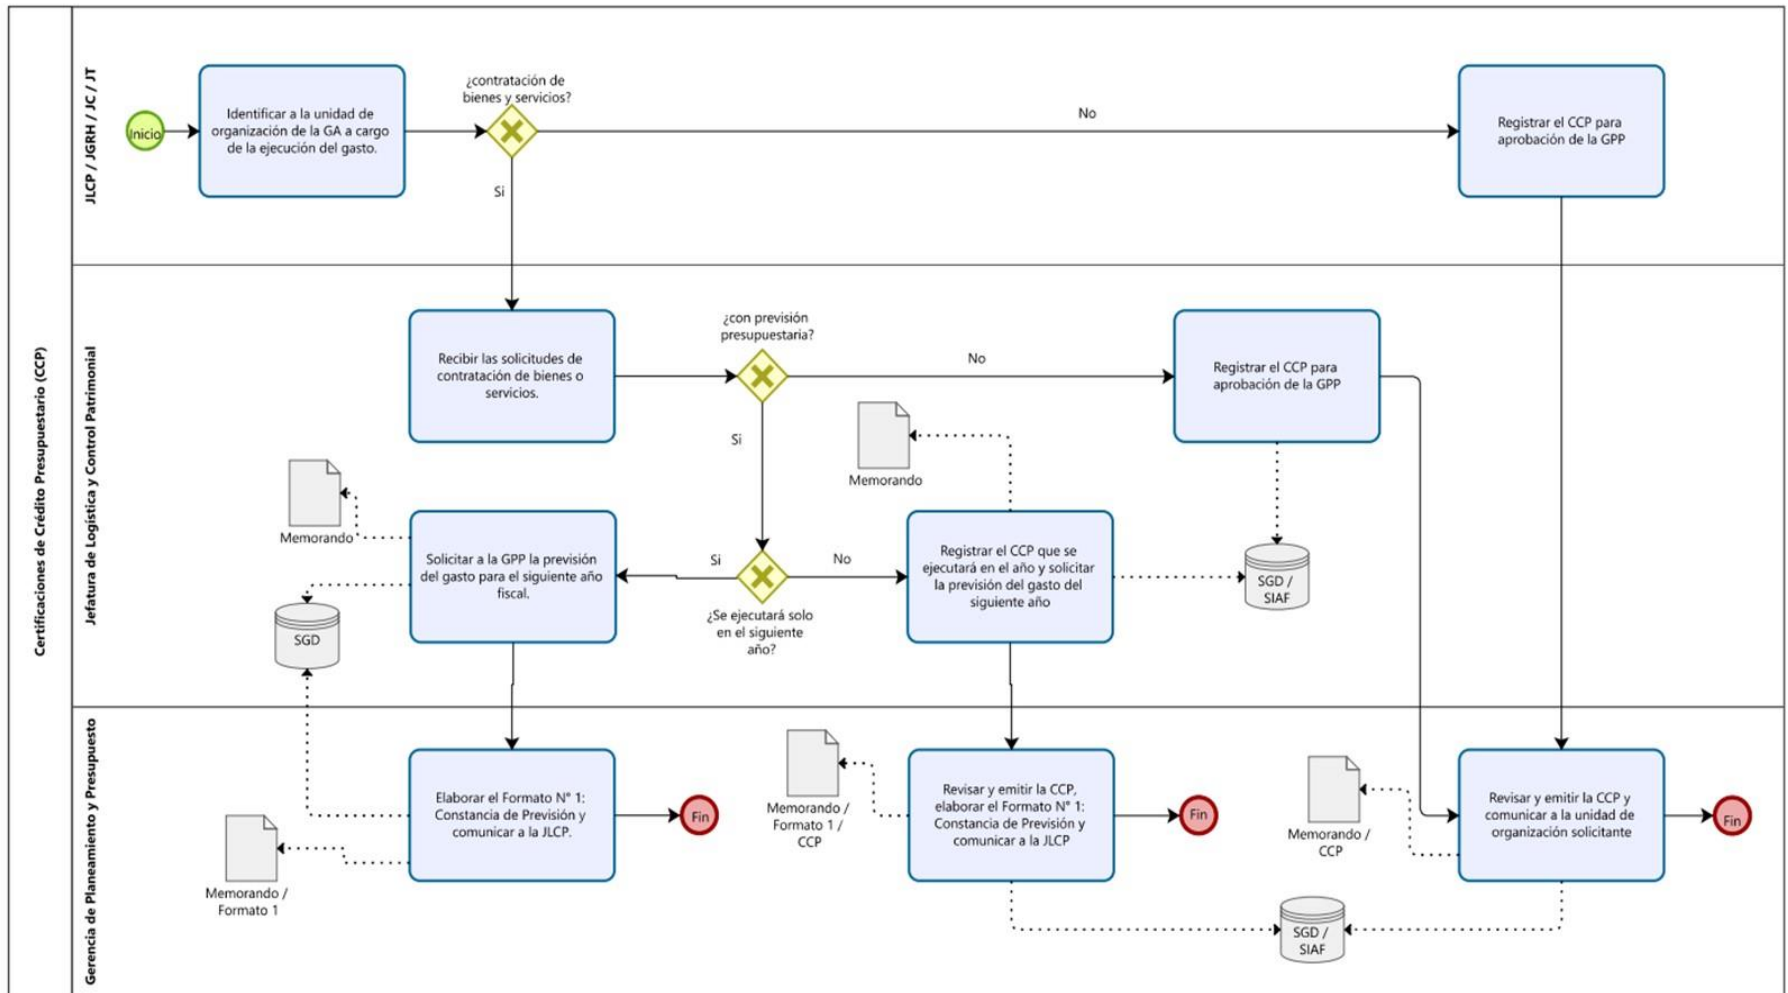 Certificaciones de Crédito Presupuestario (CCP)
JLCP / JGRH / JC / JT
Inicio
Identificar a la unidad de
organización de la GA a cargo
de la ejecución del gasto.
¿contratación de
bienes y servicios?
No
Si
Registrar el CCP para
aprobación de la GPP
Jefatura de Logística y Control Patrimonial
Recibir las solicitudes de
contratación de bienes o
servicios.
¿con previsión
presupuestaria?
No
Si
Registrar el CCP para
aprobación de la GPP
Memorando
Memorando
Solicitar a la GPP la previsión
del gasto para el siguiente año
fiscal.
Si
No
¿Se ejecutará solo
en el siguiente
año?
Registrar el CCP que se
ejecutará en el año y solicitar
la previsión del gasto del
siguiente año
SGD /
SIAF
SGD
Gerencia de Planeamiento y Presupuesto
Elaborar el Formato N° 1:
Constancia de Previsión y
comunicar a la JLCP.
Fin
Memorando /
Formato 1
Memorando /
Formato 1 /
CCP
Revisar y emitir la CCP,
elaborar el Formato N° 1:
Constancia de Previsión y
comunicar a la JLCP
Fin
Memorando /
CCP
Revisar y emitir la CCP y
comunicar a la unidad de
organización solicitante
Fin
SGD /
SIAF